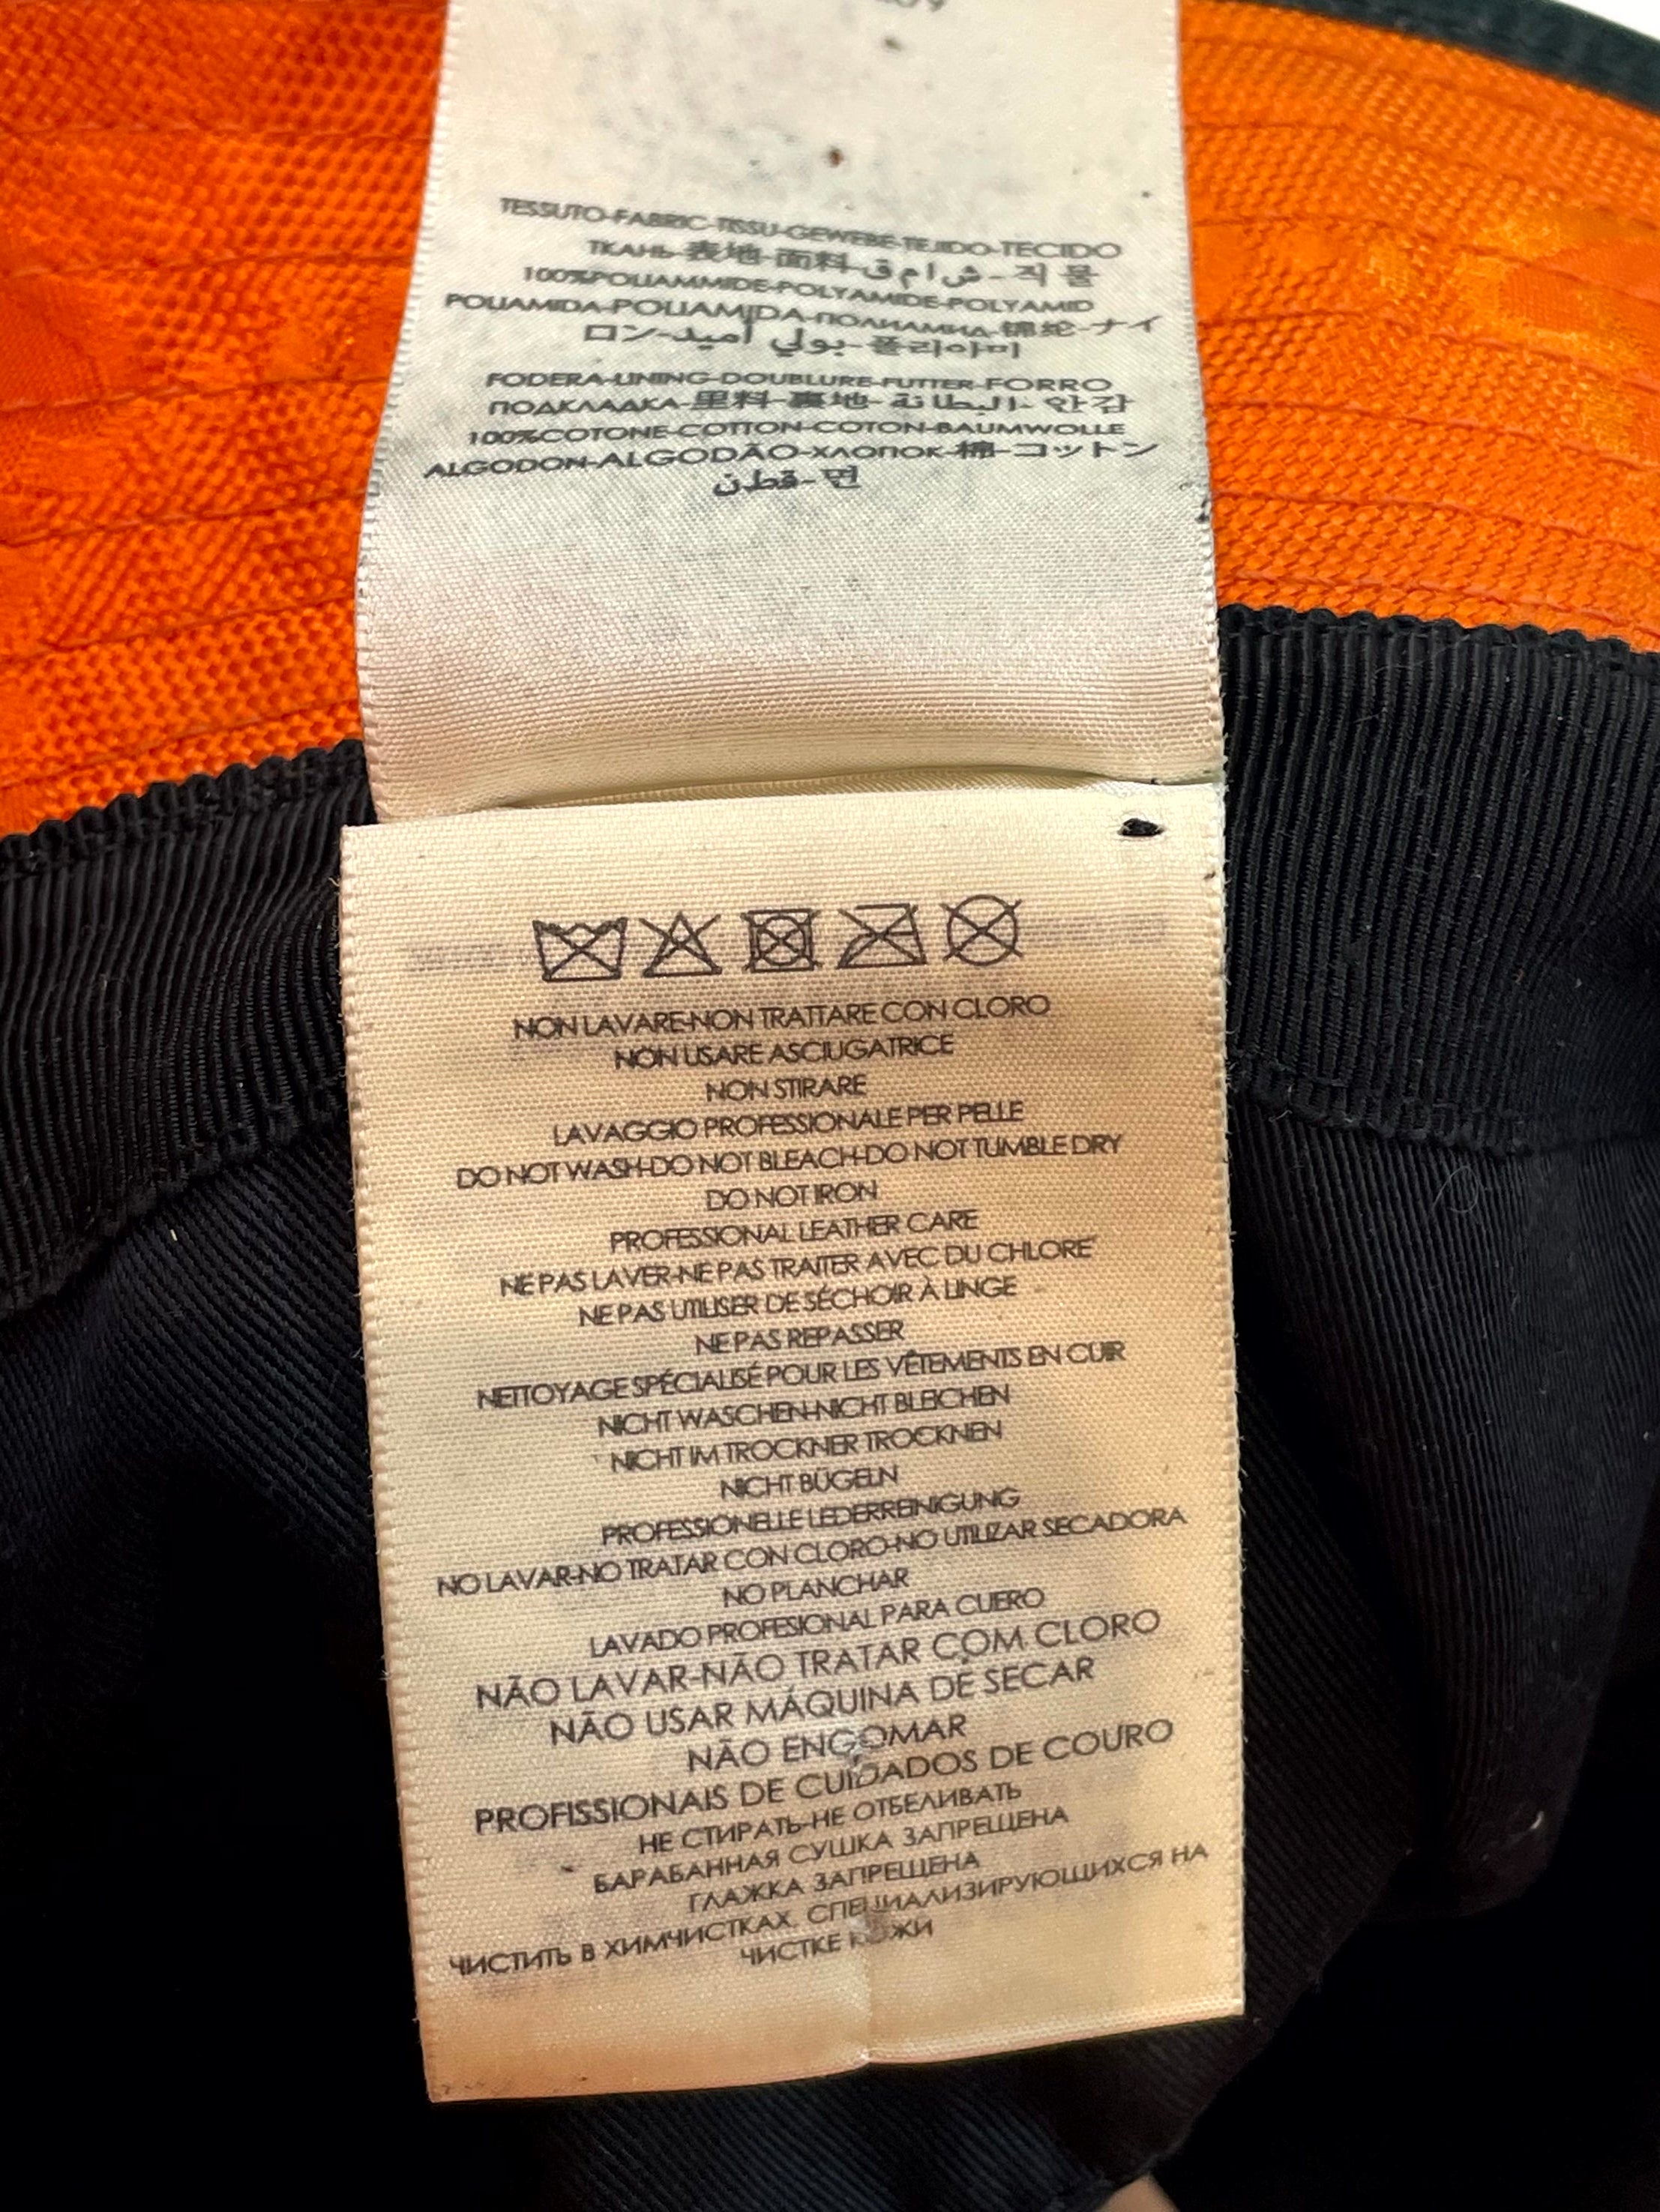 TESSUTO-FABRIC-TISSU-GEWEBE-TEJIDO-TECIDO
ТКАНЬ-表地-面料-ق ا م ش-직 물
100%POLIAMMIDE-POLYAMIDE-POLYAMID
POLIAMIDA-POLIAMIDA-ПОЛИАМИД-锦纶-ナイ
ロン-بولي أميد-폴리아미
FODERA-LINING-DOUBLURE-FUTTER-FORRO
ПОДКЛАДКА-里料-裏地-البطانة-안감
100%COTONE-COTTON-COTON-BAUMWOLLE
ALGODON-ALGODÃO-ХЛОПОК-棉-コットン
قطن-면
NON LAVARE-NON TRATTARE CON CLORO
NON USARE ASCIUGATRICE
NON STIRARE
LAVAGGIO PROFESSIONALE PER PELLE
DO NOT WASH-DO NOT BLEACH-DO NOT TUMBLE DRY
DO NOT IRON
PROFESSIONAL LEATHER CARE
NE PAS LAVER-NE PAS TRAITER AVEC DU CHLORE
NE PAS UTILISER DE SÉCHOIR À LINGE
NE PAS REPASSER
NETTOYAGE SPÉCIALISÉ POUR LES VÊTEMENTS EN CUIR
NICHT WASCHEN-NICHT BLEICHEN
NICHT IM TROCKNER TROCKNEN
NICHT BÜGELN
PROFESSIONELLE LEDERREINIGUNG
NO LAVAR-NO TRATAR CON CLORO-NO UTILIZAR SECADORA
NO PLANCHAR
LAVADO PROFESIONAL PARA CUERO
NÃO LAVAR-NÃO TRATAR COM CLORO
NÃO USAR MÁQUINA DE SECAR
NÃO ENGOMAR
PROFISSIONAIS DE CUIDADOS DE COURO
НЕ СТИРАТЬ-НЕ ОТБЕЛИВАТЬ
БАРАБАННАЯ СУШКА ЗАПРЕЩЕНА
ГЛАЖКА ЗАПРЕЩЕНА
ЧИСТИТЬ В ХИМЧИСТКАХ, СПЕЦИАЛИЗИРУЮЩИХСЯ НА
ЧИСТКЕ КОЖИ